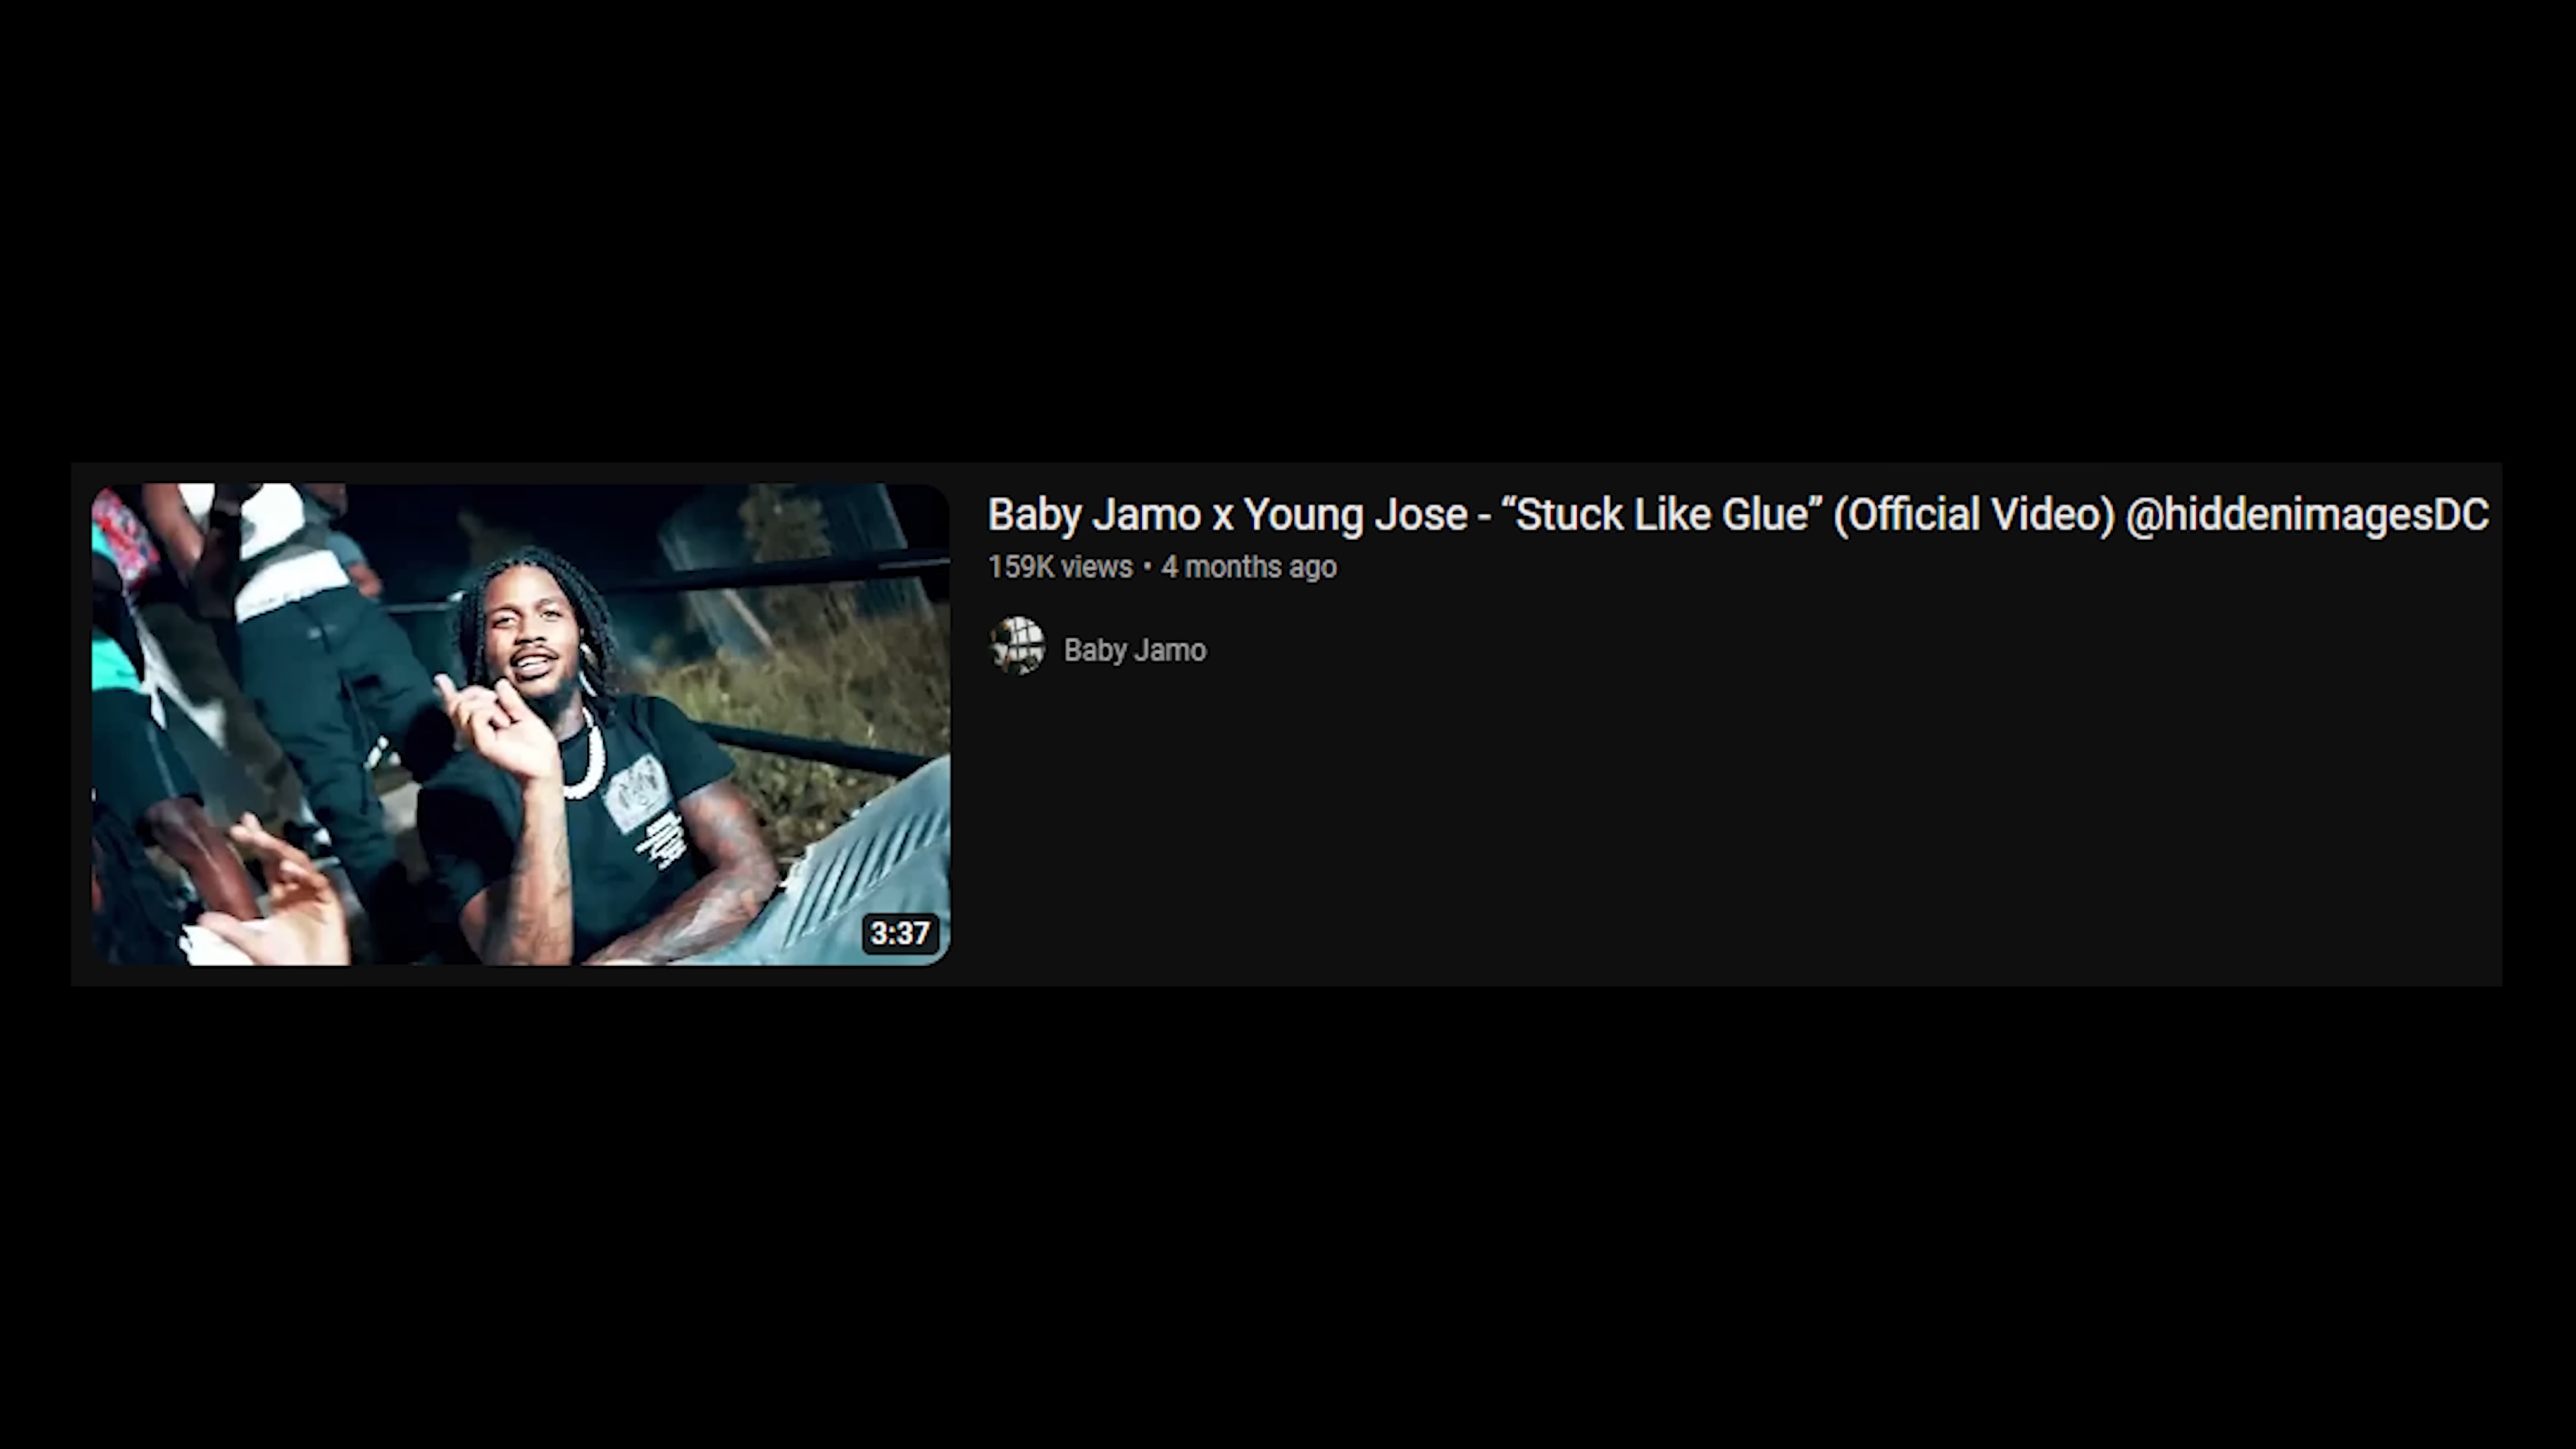 Baby Jamo x Young Jose - “Stuck Like Glue” (Official Video) @hiddenimagesDC
159K views • 4 months ago
Baby Jamo
3:37